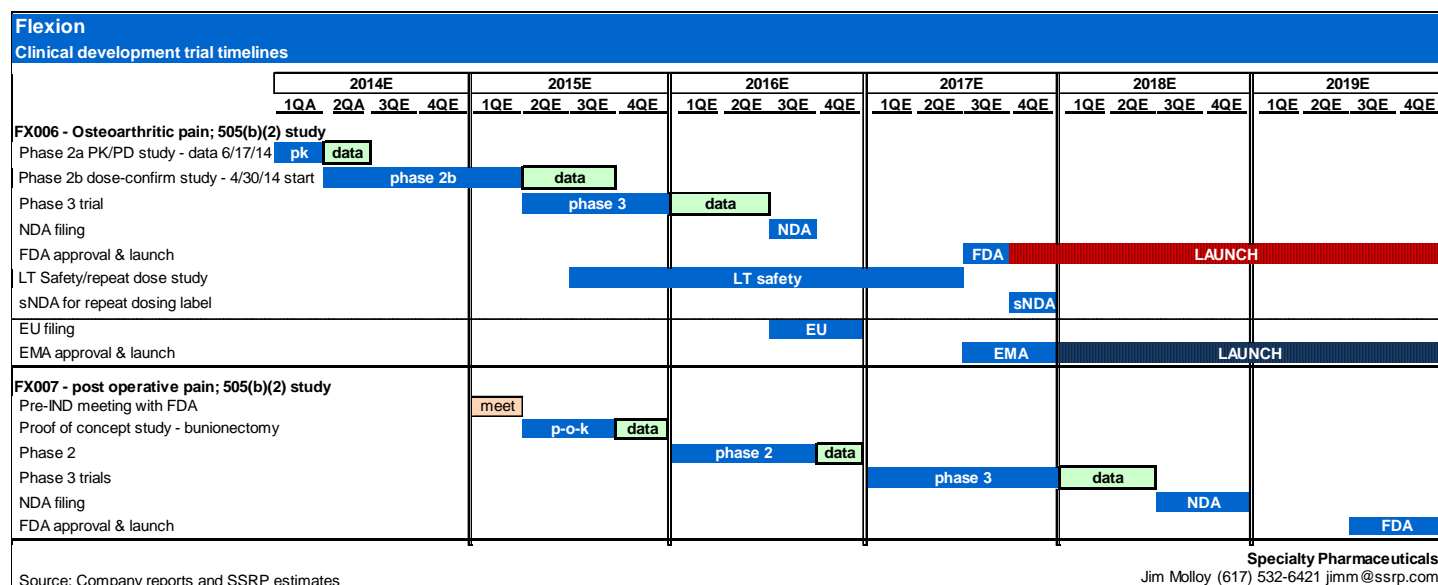 Flexion
Clinical development trial timelines
2014E 2015E 2016E 2017E 2018E 2019E
1QA 2QA 3QE 4QE 1QE 2QE 3QE 4QE 1QE 2QE 3QE 4QE 1QE 2QE 3QE 4QE 1QE 2QE 3QE 4QE 1QE 2QE 3QE 4QE
FX006 - Osteoarthritic pain; 505(b)(2) study
Phase 2a PK/PD study - data 6/17/14 pk data
Phase 2b dose-confirm study - 4/30/14 start phase 2b data
Phase 3 trial phase 3 data
NDA filing NDA
FDA approval & launch FDA LAUNCH
LT Safety/repeat dose study LT safety
sNDA for repeat dosing label sNDA
EU filing EU
EMA approval & launch EMA LAUNCH
FX007 - post operative pain; 505(b)(2) study
Pre-IND meeting with FDA meet
Proof of concept study - bunionectomy p-o-k data
Phase 2 phase 2 data
Phase 3 trials phase 3 data
NDA filing NDA
FDA approval & launch FDA
Specialty Pharmaceuticals
Source: Company reports and SSRP estimates Jim Molloy (617) 532-6421 jimm@ssrp.com